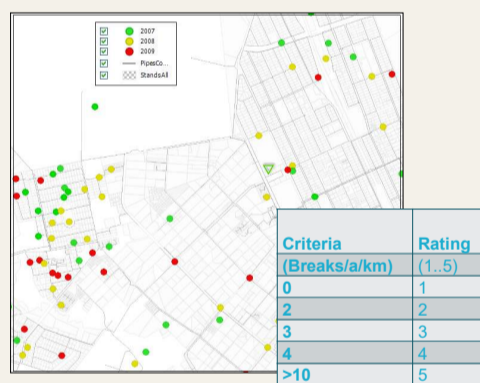 2007
2008
2009
PipesCo...
StandsAll
Criteria Rating
(Breaks/a/km) (1..5)
0 1
2 2
3 3
4 4
>10 5